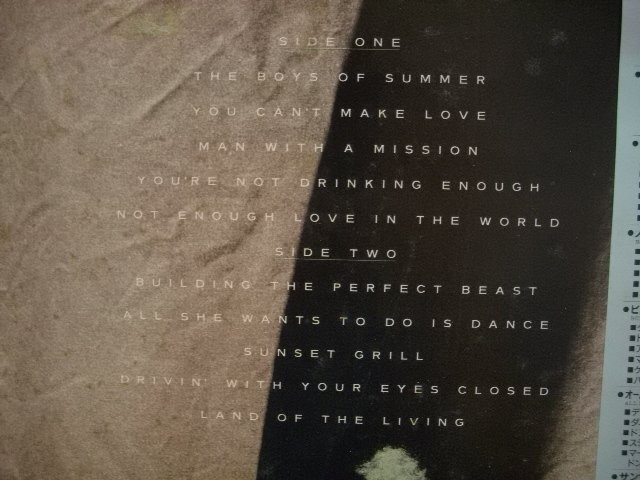 SIDE ONE
THE BOYS OF SUMMER
YOU CAN'T MAKE LOVE
MAN WITH A MISSION
YOU'RE NOT DRINKING ENOUGH
NOT ENOUGH LOVE IN THE WORLD
SIDE TWO
BUILDING THE PERFECT BEAST
ALL SHE WANTS TO DO IS DANCE
SUNSET GRILL
DRIVIN' WITH YOUR EYES CLOSED
LAND OF THE LIVING